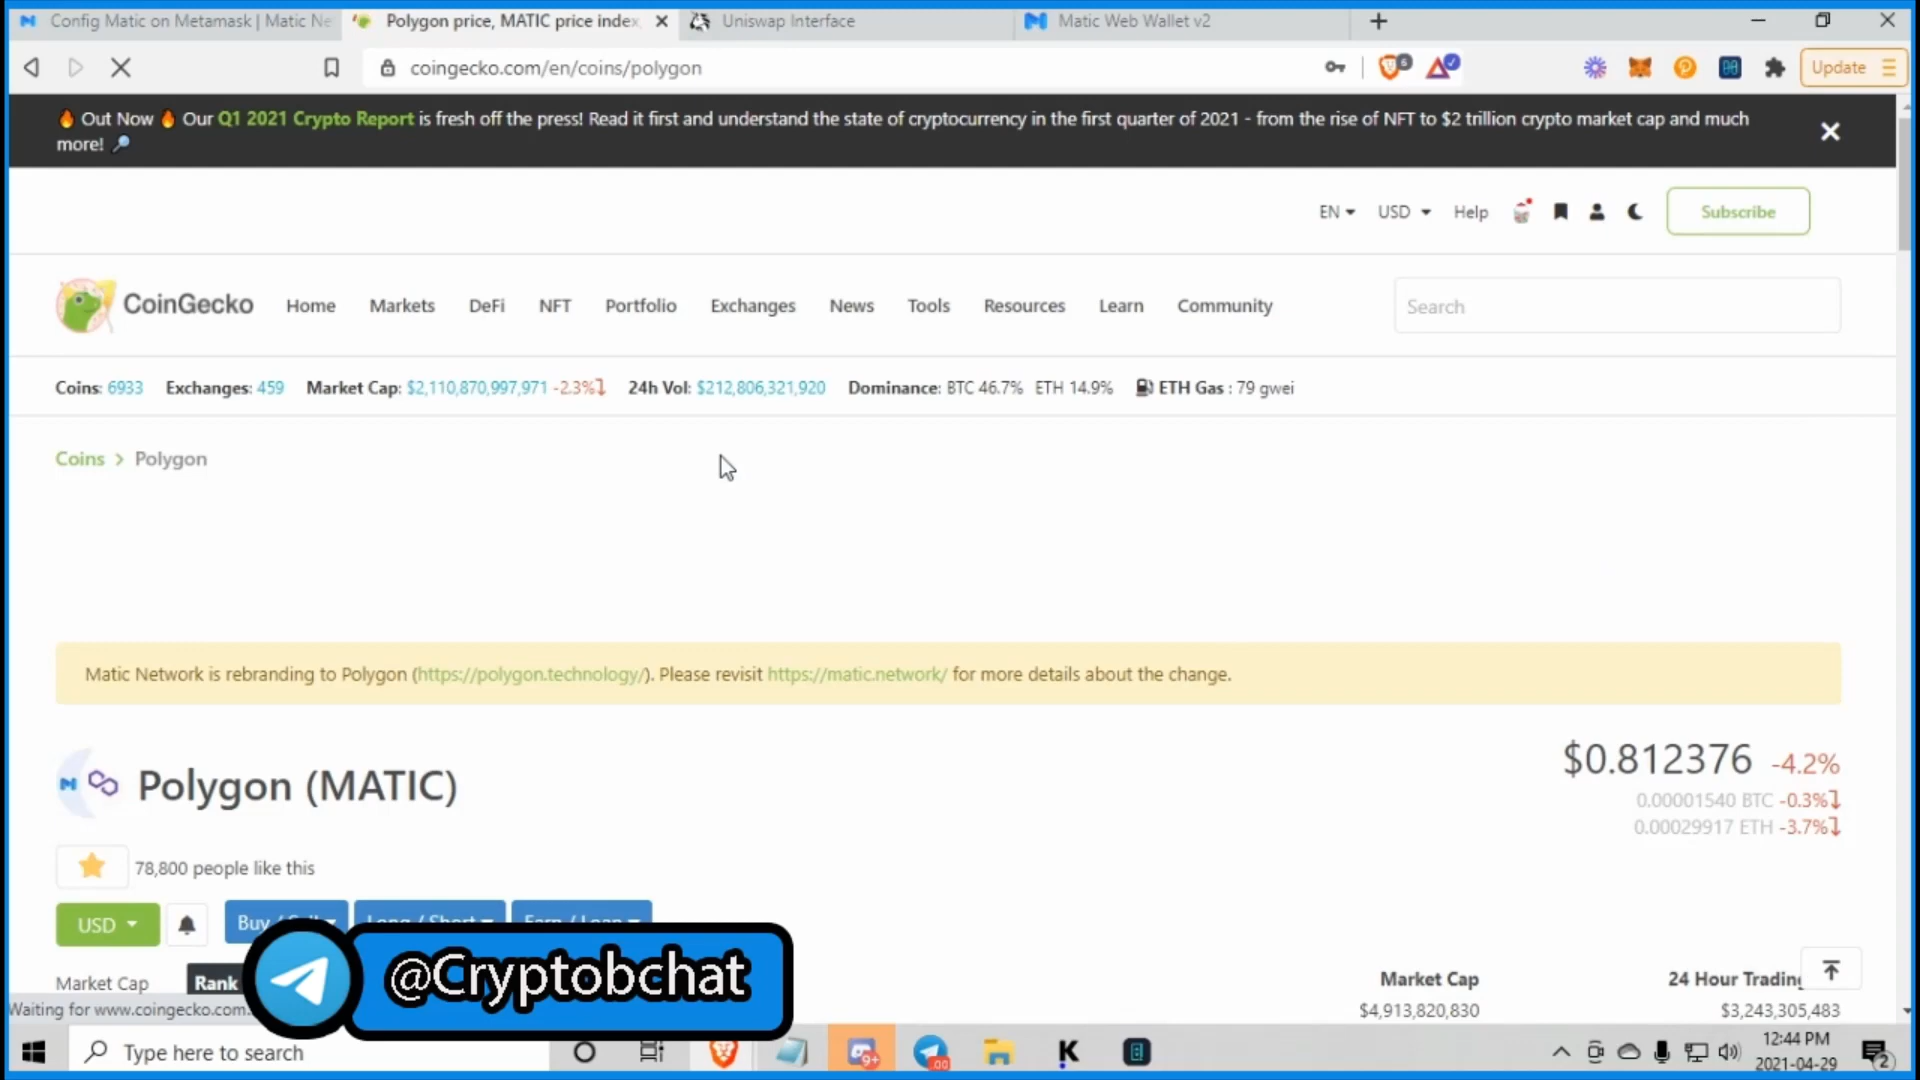 Config Matic on Metamask | Matic Ne
Polygon price, MATIC price index,
Uniswap Interface
Matic Web Wallet v2
coingecko.com/en/coins/polygon
6
Update
🔥 Out Now 🔥 Our Q1 2021 Crypto Report is fresh off the press! Read it first and understand the state of cryptocurrency in the first quarter of 2021 - from the rise of NFT to $2 trillion crypto market cap and much
more! 🔎
EN
USD
Help
Subscribe
CoinGecko
Home
Markets
DeFi
NFT
Portfolio
Exchanges
News
Tools
Resources
Learn
Community
Search
Coins: 6933 Exchanges: 459 Market Cap: $2,110,870,997,971 -2.3% 24h Vol: $212,806,321,920 Dominance: BTC 46.7% ETH 14.9% ETH Gas : 79 gwei
Coins > Polygon
Matic Network is rebranding to Polygon (https://polygon.technology/). Please revisit https://matic.network/ for more details about the change.
Polygon (MATIC)
$0.812376 -4.2%
0.00001540 BTC -0.3%
0.00029917 ETH -3.7%
78,800 people like this
USD
Buy /
Long / Short
Earn / Loan
@Cryptobchat
Market Cap
Rank
Market Cap
24 Hour Trading
$4,913,820,830
$3,243,305,483
Waiting for www.coingecko.com.
Type here to search
9+
K
12:44 PM
2021-04-29
2